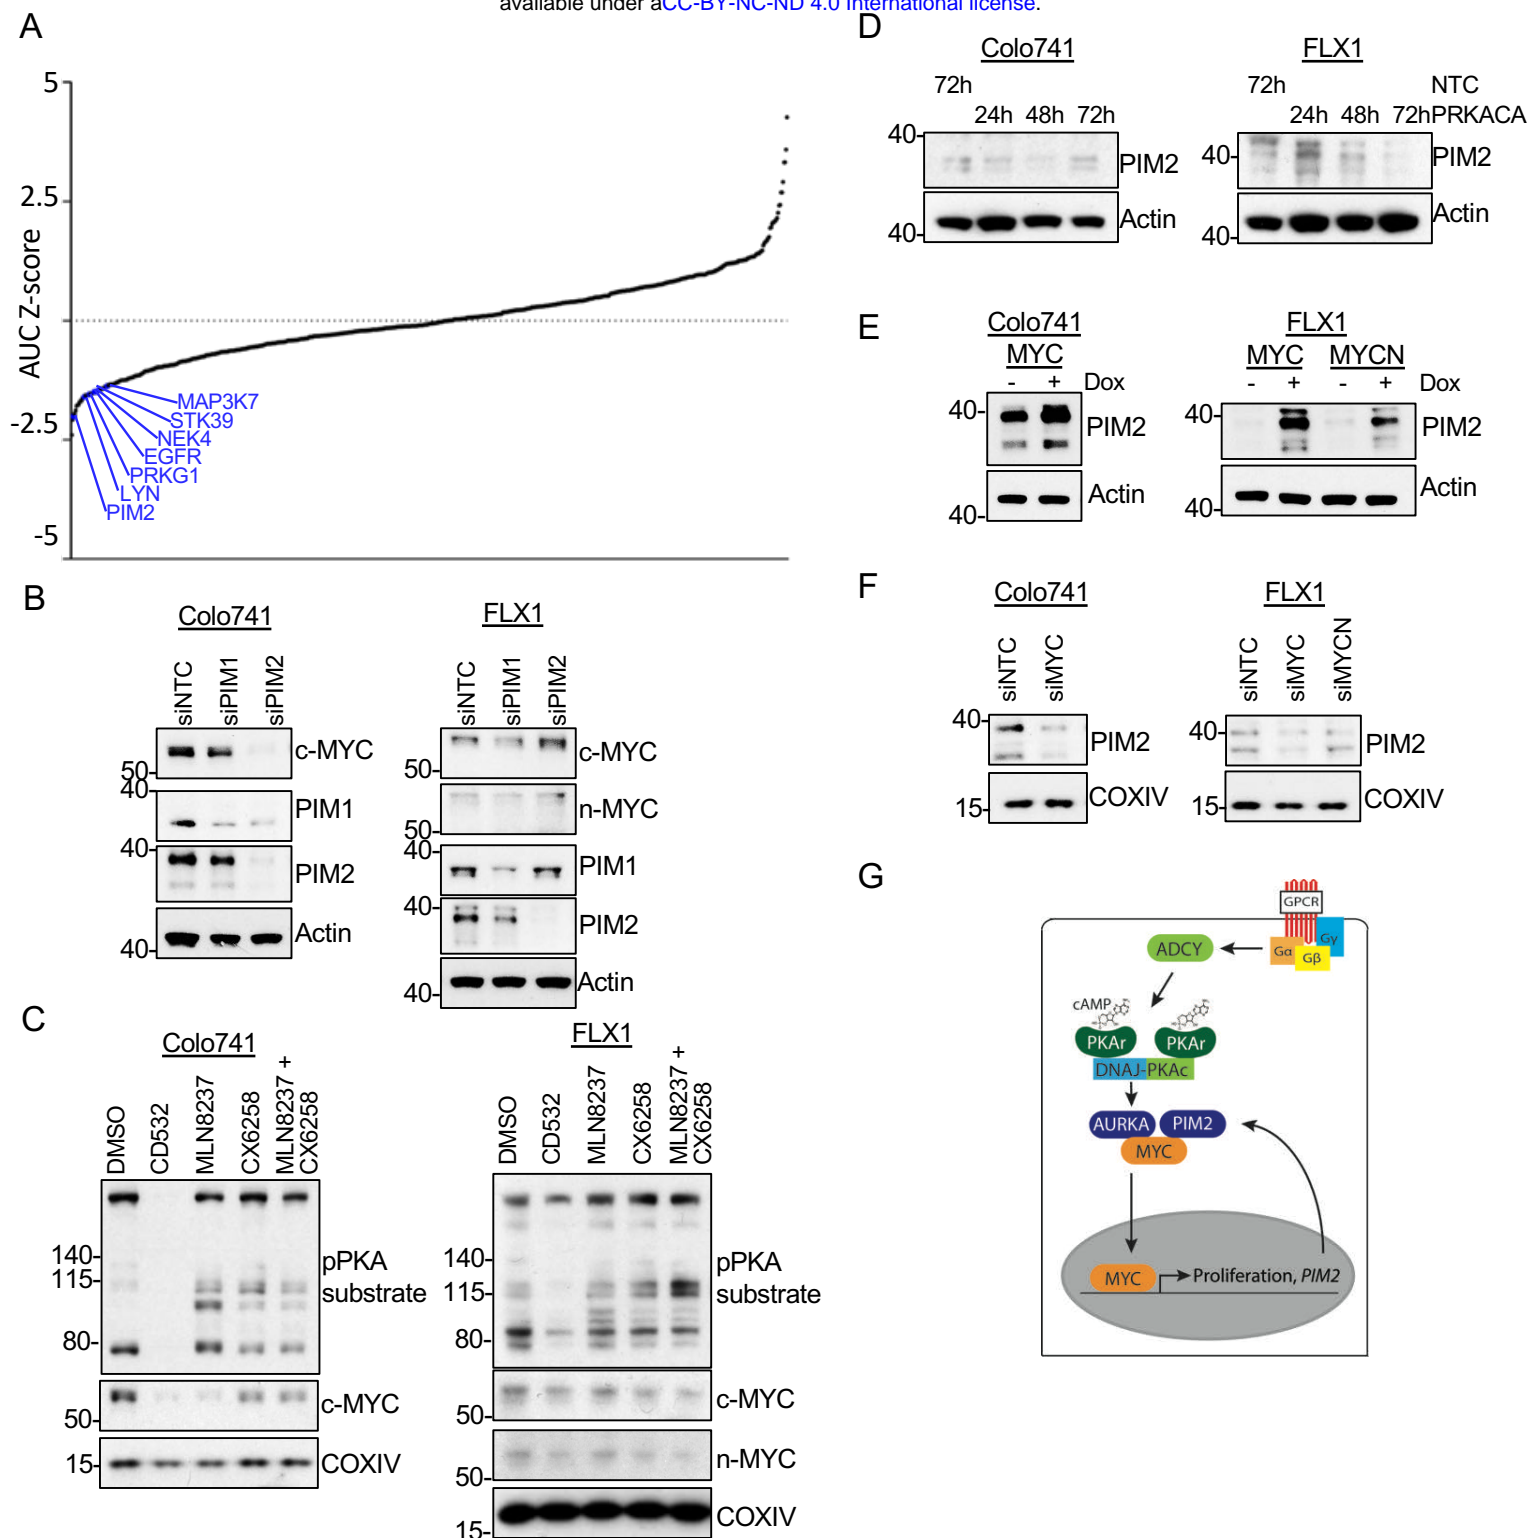 available under aCC-BY-NC-ND 4.0 International license.
A
5
2.5
-2.5
-5
AUC Z-score
MAP3K7
STK39
NEK4
EGFR
PRKG1
LYN
PIM2
B
Colo741
siNTC siPIM1 siPIM2
c-MYC
50-
40-
PIM1
40-
PIM2
Actin
40-
FLX1
siNTC siPIM1 siPIM2
c-MYC
50-
n-MYC
50-
40-
PIM1
40-
PIM2
Actin
40-
C
Colo741
DMSO CD532 MLN8237 CX6258 MLN8237 + CX6258
140-
115-
80-
pPKA
substrate
c-MYC
50-
15-
COXIV
FLX1
DMSO CD532 MLN8237 CX6258 MLN8237 + CX6258
140-
115-
80-
pPKA
substrate
c-MYC
50-
n-MYC
50-
COXIV
15-
D
Colo741
72h
24h 48h 72h
40-
PIM2
Actin
40-
FLX1
72h NTC
24h 48h 72hPRKACA
40-
PIM2
Actin
40-
E
Colo741
MYC
- + Dox
40-
PIM2
Actin
40-
FLX1
MYC MYCN
- + - + Dox
40-
PIM2
Actin
40-
F
Colo741
siNTC siMYC
40-
PIM2
15-
COXIV
FLX1
siNTC siMYC siMYCN
40-
PIM2
15-
COXIV
G
GPCR
Gα Gβ Gγ
ADCY
cAMP
PKAr PKAr
DNAJ-PKAc
AURKA PIM2
MYC
MYC Proliferation, PIM2